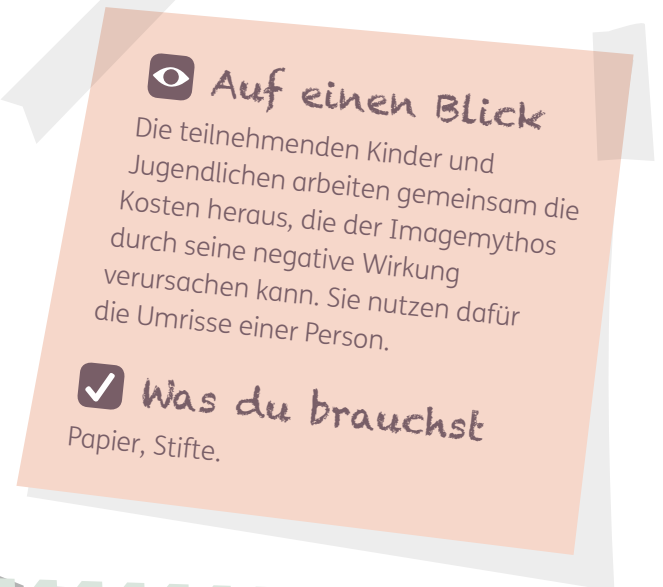 Auf einen Blick
Die teilnehmenden Kinder und
Jugendlichen arbeiten gemeinsam die
Kosten heraus, die der Imagemythos
durch seine negative Wirkung
verursachen kann. Sie nutzen dafür
die Umrisse einer Person.
Was du brauchst
Papier, Stifte.